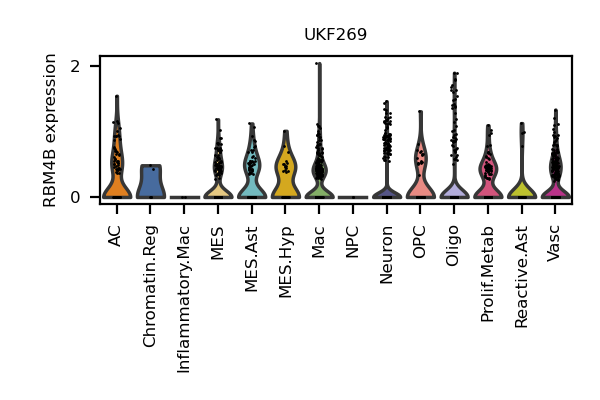 UKF269
RBM4B expression
2
0
AC
Chromatin.Reg
Inflammatory.Mac
MES
MES.Ast
MES.Hyp
Mac
NPC
Neuron
OPC
Oligo
Prolif.Metab
Reactive.Ast
Vasc